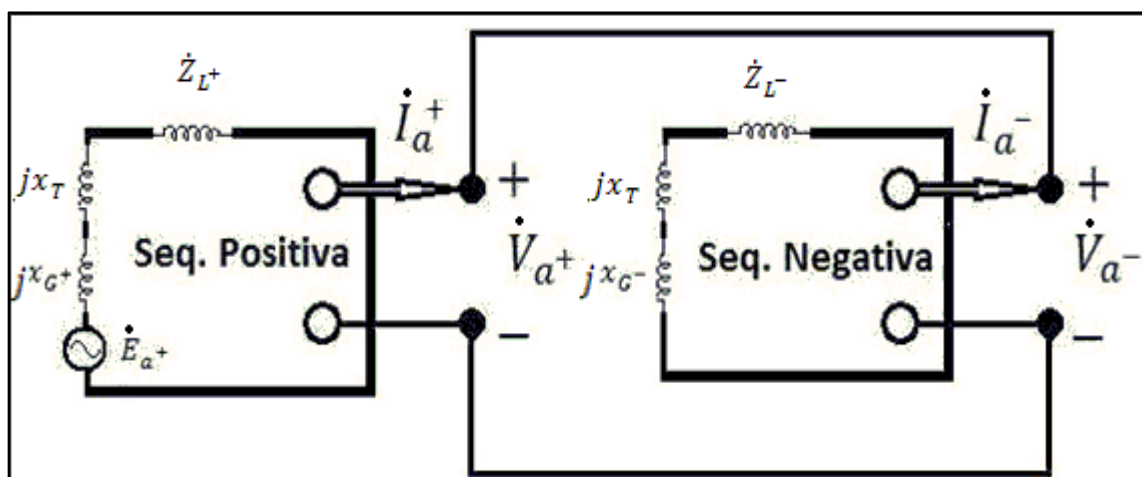 Ż_L+
İ_a+
jx_T
jx_G+
Seq. Positiva
Ė_a+
+
V̇_a+
−
Ż_L−
İ_a−
jx_T
jx_G−
Seq. Negativa
+
V̇_a−
−